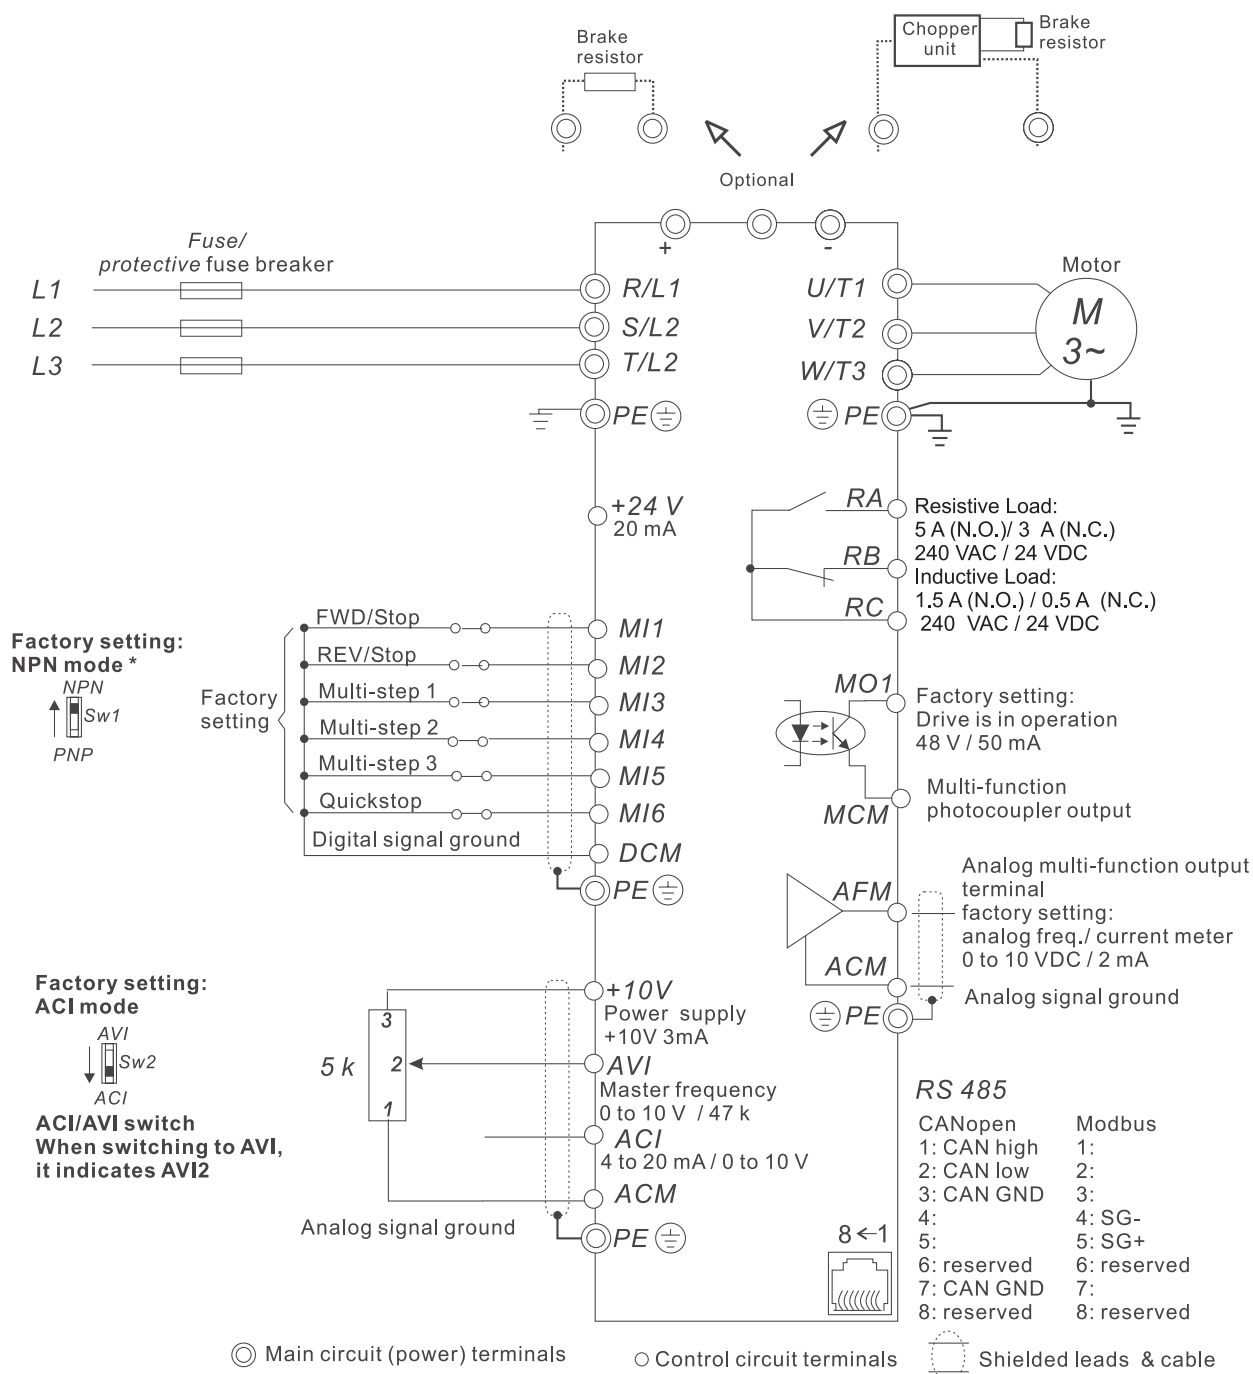 Brake
resistor
Chopper
unit
Brake
resistor
Optional
+
-
Fuse/
protective fuse breaker
L1
L2
L3
R/L1
S/L2
T/L2
PE
U/T1
V/T2
W/T3
PE
Motor
M
3~
+24 V
20 mA
RA
RB
RC
Resistive Load:
5 A (N.O.)/ 3 A (N.C.)
240 VAC / 24 VDC
Inductive Load:
1.5 A (N.O.) / 0.5 A (N.C.)
240 VAC / 24 VDC
Factory setting:
NPN mode *
NPN
Sw1
PNP
Factory
setting
FWD/Stop
REV/Stop
Multi-step 1
Multi-step 2
Multi-step 3
Quickstop
Digital signal ground
MI1
MI2
MI3
MI4
MI5
MI6
DCM
PE
MO1
MCM
Factory setting:
Drive is in operation
48 V / 50 mA
Multi-function
photocoupler output
AFM
ACM
PE
Analog multi-function output
terminal
factory setting:
analog freq./ current meter
0 to 10 VDC / 2 mA
Analog signal ground
Factory setting:
ACI mode
AVI
Sw2
ACI
ACI/AVI switch
When switching to AVI,
it indicates AVI2
5 k
3
2
1
+10V
Power supply
+10V 3mA
AVI
Master frequency
0 to 10 V / 47 k
ACI
4 to 20 mA / 0 to 10 V
ACM
Analog signal ground
PE
8←1
RS 485
CANopen
1: CAN high
2: CAN low
3: CAN GND
4:
5:
6: reserved
7: CAN GND
8: reserved
Modbus
1:
2:
3:
4: SG-
5: SG+
6: reserved
7:
8: reserved
Main circuit (power) terminals
Control circuit terminals
Shielded leads & cable